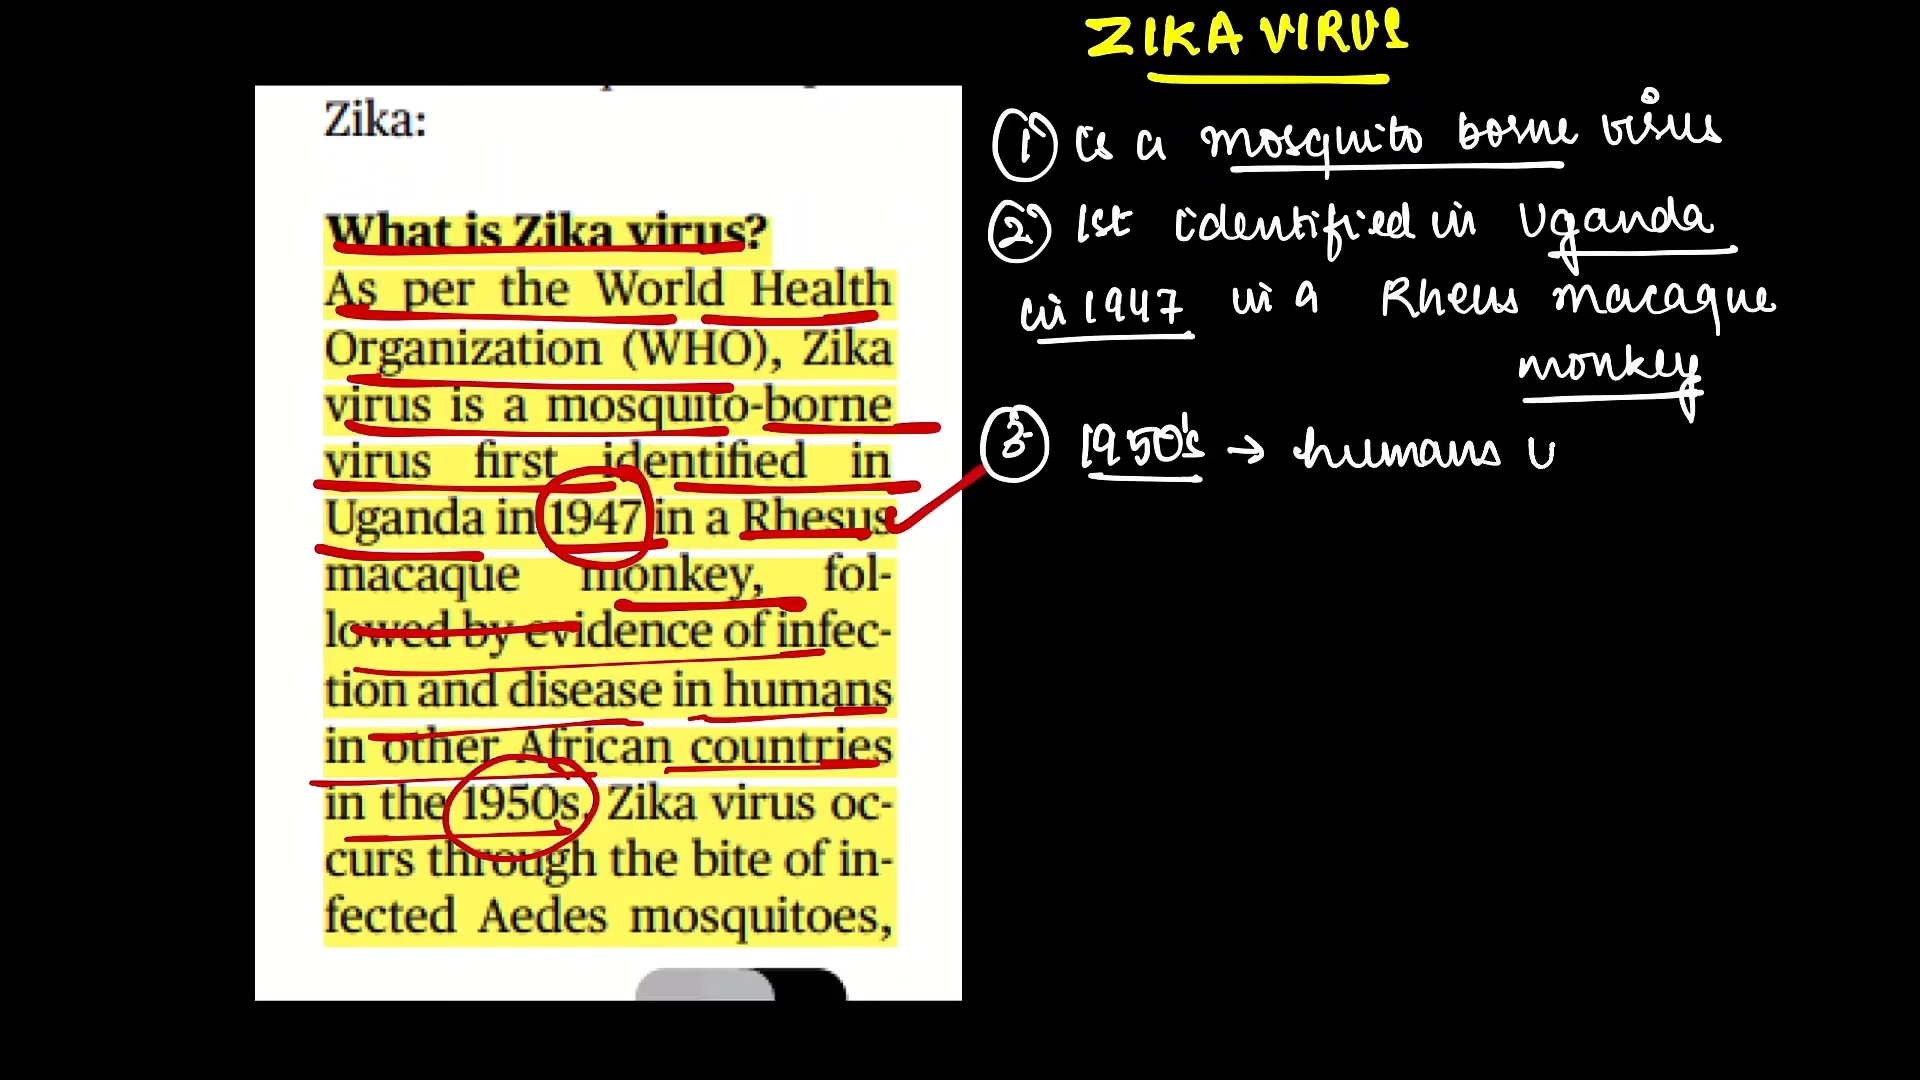 Zika:
What is Zika virus?
As per the World Health
Organization (WHO), Zika
virus is a mosquito-borne
virus first identified in
Uganda in 1947 in a Rhesus
macaque monkey, fol-
lowed by evidence of infec-
tion and disease in humans
in other African countries
in the 1950s. Zika virus oc-
curs through the bite of in-
fected Aedes mosquitoes,
ZIKA VIRUS
① is a mosquito borne virus
② 1st identified in Uganda
in 1947 in a Rheus macaque
monkey
③ 1950's → humans U